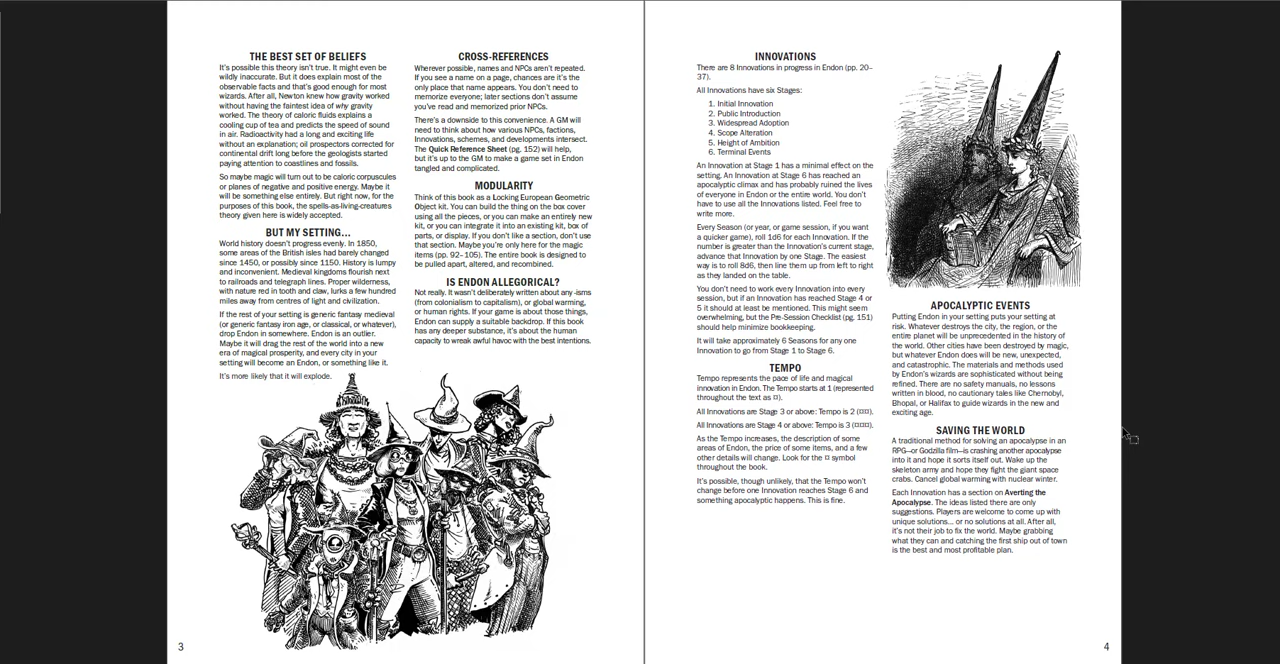 THE BEST SET OF BELIEFS
It's possible this theory isn't true. It might even be
wildly inaccurate. But it does explain most of the
observable facts and that's good enough for most
wizards. After all, Newton knew how gravity worked
without having the faintest idea of why gravity
worked. The theory of caloric fluids explains a
cooling cup of tea and predicts the speed of sound
in air. Radioactivity had a long and exciting life
without an explanation; oil prospectors corrected for
continental drift long before the geologists started
paying attention to coastlines and fossils.
So maybe magic will turn out to be caloric corpuscules
or planes of negative and positive energy. Maybe it
will be something else entirely. But right now, for the
purposes of this book, the spells-as-living-creatures
theory given here is widely accepted.
BUT MY SETTING...
World history doesn't progress evenly. In 1850,
some areas of the British isles had barely changed
since 1450, or possibly since 1150. History is lumpy
and inconvenient. Medieval kingdoms flourish next
to railroads and telegraph lines. Proper wilderness,
with nature red in tooth and claw, lurks a few hundred
miles away from centres of light and civilization.
If the rest of your setting is generic fantasy medieval
(or generic fantasy iron age, or classical, or whatever),
drop Endon in somewhere. Endon is an outlier.
Maybe it will drag the rest of the world into a new
era of magical prosperity, and every city in your
setting will become an Endon, or something like it.
It's more likely that it will explode.
CROSS-REFERENCES
Wherever possible, names and NPCs aren't repeated.
If you see a name on a page, chances are it's the
only place that name appears. You don't need to
memorize everyone; later sections don't assume
you've read and memorized prior NPCs.
There's a downside to this convenience. A GM will
need to think about how various NPCs, factions,
Innovations, schemes, and developments intersect.
The Quick Reference Sheet (pg. 152) will help,
but it's up to the GM to make a game set in Endon
tangled and complicated.
MODULARITY
Think of this book as a Locking European Geometric
Object kit. You can build the thing on the box cover
using all the pieces, or you can make an entirely new
kit, or you can integrate it into an existing kit, box of
parts, or display. If you don't like a section, don't use
that section. Maybe you're only here for the magic
items (pp. 92–105). The entire book is designed to
be pulled apart, altered, and recombined.
IS ENDON ALLEGORICAL?
Not really. It wasn't deliberately written about any -isms
(from colonialism to capitalism), or global warming,
or human rights. If your game is about those things,
Endon can supply a suitable backdrop. If this book
has any deeper substance, it's about the human
capacity to wreak awful havoc with the best intentions.
3
INNOVATIONS
There are 8 Innovations in progress in Endon (pp. 20–
37).
All Innovations have six Stages:
1. Initial Innovation
2. Public Introduction
3. Widespread Adoption
4. Scope Alteration
5. Height of Ambition
6. Terminal Events
An Innovation at Stage 1 has a minimal effect on the
setting. An Innovation at Stage 6 has reached an
apocalyptic climax and has probably ruined the lives
of everyone in Endon or the entire world. You don't
have to use all the Innovations listed. Feel free to
write more.
Every Season (or year, or game session, if you want
a quicker game), roll 1d6 for each Innovation. If the
number is greater than the Innovation's current stage,
advance that Innovation by one Stage. The easiest
way is to roll 8d6, then line them up from left to right
as they landed on the table.
You don't need to work every Innovation into every
session, but if an Innovation has reached Stage 4 or
5 it should at least be mentioned. This might seem
overwhelming, but the Pre-Session Checklist (pg. 151)
should help minimize bookkeeping.
It will take approximately 6 Seasons for any one
Innovation to go from Stage 1 to Stage 6.
TEMPO
Tempo represents the pace of life and magical
innovation in Endon. The Tempo starts at 1 (represented
throughout the text as ¤).
All Innovations are Stage 3 or above: Tempo is 2 (¤¤).
All Innovations are Stage 4 or above: Tempo is 3 (¤¤¤).
As the Tempo increases, the description of some
areas of Endon, the price of some items, and a few
other details will change. Look for the ¤ symbol
throughout the book.
It's possible, though unlikely, that the Tempo won't
change before one Innovation reaches Stage 6 and
something apocalyptic happens. This is fine.
APOCALYPTIC EVENTS
Putting Endon in your setting puts your setting at
risk. Whatever destroys the city, the region, or the
entire planet will be unprecedented in the history of
the world. Other cities have been destroyed by magic,
but whatever Endon does will be new, unexpected,
and catastrophic. The materials and methods used
by Endon's wizards are sophisticated without being
refined. There are no safety manuals, no lessons
written in blood, no cautionary tales like Chernobyl,
Bhopal, or Halifax to guide wizards in the new and
exciting age.
SAVING THE WORLD
A traditional method for solving an apocalypse in an
RPG—or Godzilla film—is crashing another apocalypse
into it and hope it sorts itself out. Wake up the
skeleton army and hope they fight the giant space
crabs. Cancel global warming with nuclear winter.
Each Innovation has a section on Averting the
Apocalypse. The ideas listed there are only
suggestions. Players are welcome to come up with
unique solutions... or no solutions at all. After all,
it's not their job to fix the world. Maybe grabbing
what they can and catching the first ship out of town
is the best and most profitable plan.
4